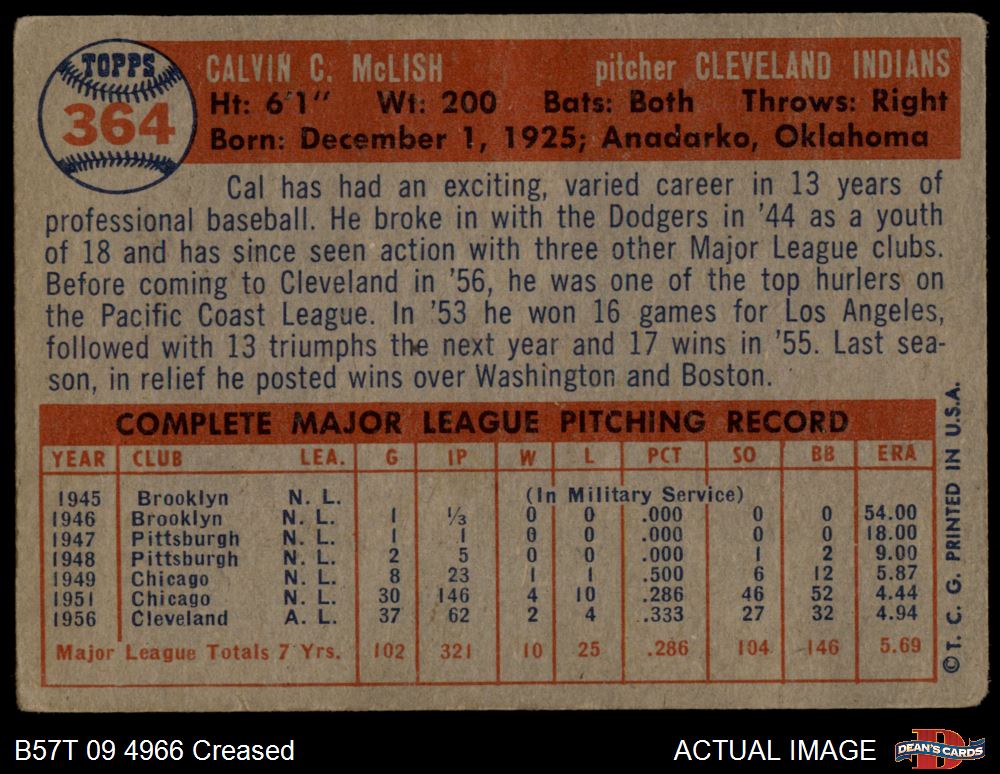 TOPPS
364
CALVIN C. McLISH pitcher CLEVELAND INDIANS
Ht: 6'1" Wt: 200 Bats: Both Throws: Right
Born: December 1, 1925; Anadarko, Oklahoma
Cal has had an exciting, varied career in 13 years of
professional baseball. He broke in with the Dodgers in '44 as a youth
of 18 and has since seen action with three other Major League clubs.
Before coming to Cleveland in '56, he was one of the top hurlers on
the Pacific Coast League. In '53 he won 16 games for Los Angeles,
followed with 13 triumphs the next year and 17 wins in '55. Last sea-
son, in relief he posted wins over Washington and Boston.
COMPLETE MAJOR LEAGUE PITCHING RECORD
YEAR CLUB LEA. G IP W L PCT SO BB ERA
1945 Brooklyn N. L. (In Military Service)
1946 Brooklyn N. L. 1 1/3 0 0 .000 0 0 54.00
1947 Pittsburgh N. L. 1 1 0 0 .000 0 0 18.00
1948 Pittsburgh N. L. 2 5 0 0 .000 1 2 9.00
1949 Chicago N. L. 8 23 1 1 .500 6 12 5.87
1951 Chicago N. L. 30 146 4 10 .286 46 52 4.44
1956 Cleveland A. L. 37 62 2 4 .333 27 32 4.94
Major League Totals 7 Yrs. 102 321 10 25 .286 104 146 5.69
© T. C. G. PRINTED IN U.S.A.
B57T 09 4966 Creased
ACTUAL IMAGE
D
DEAN'S CARDS